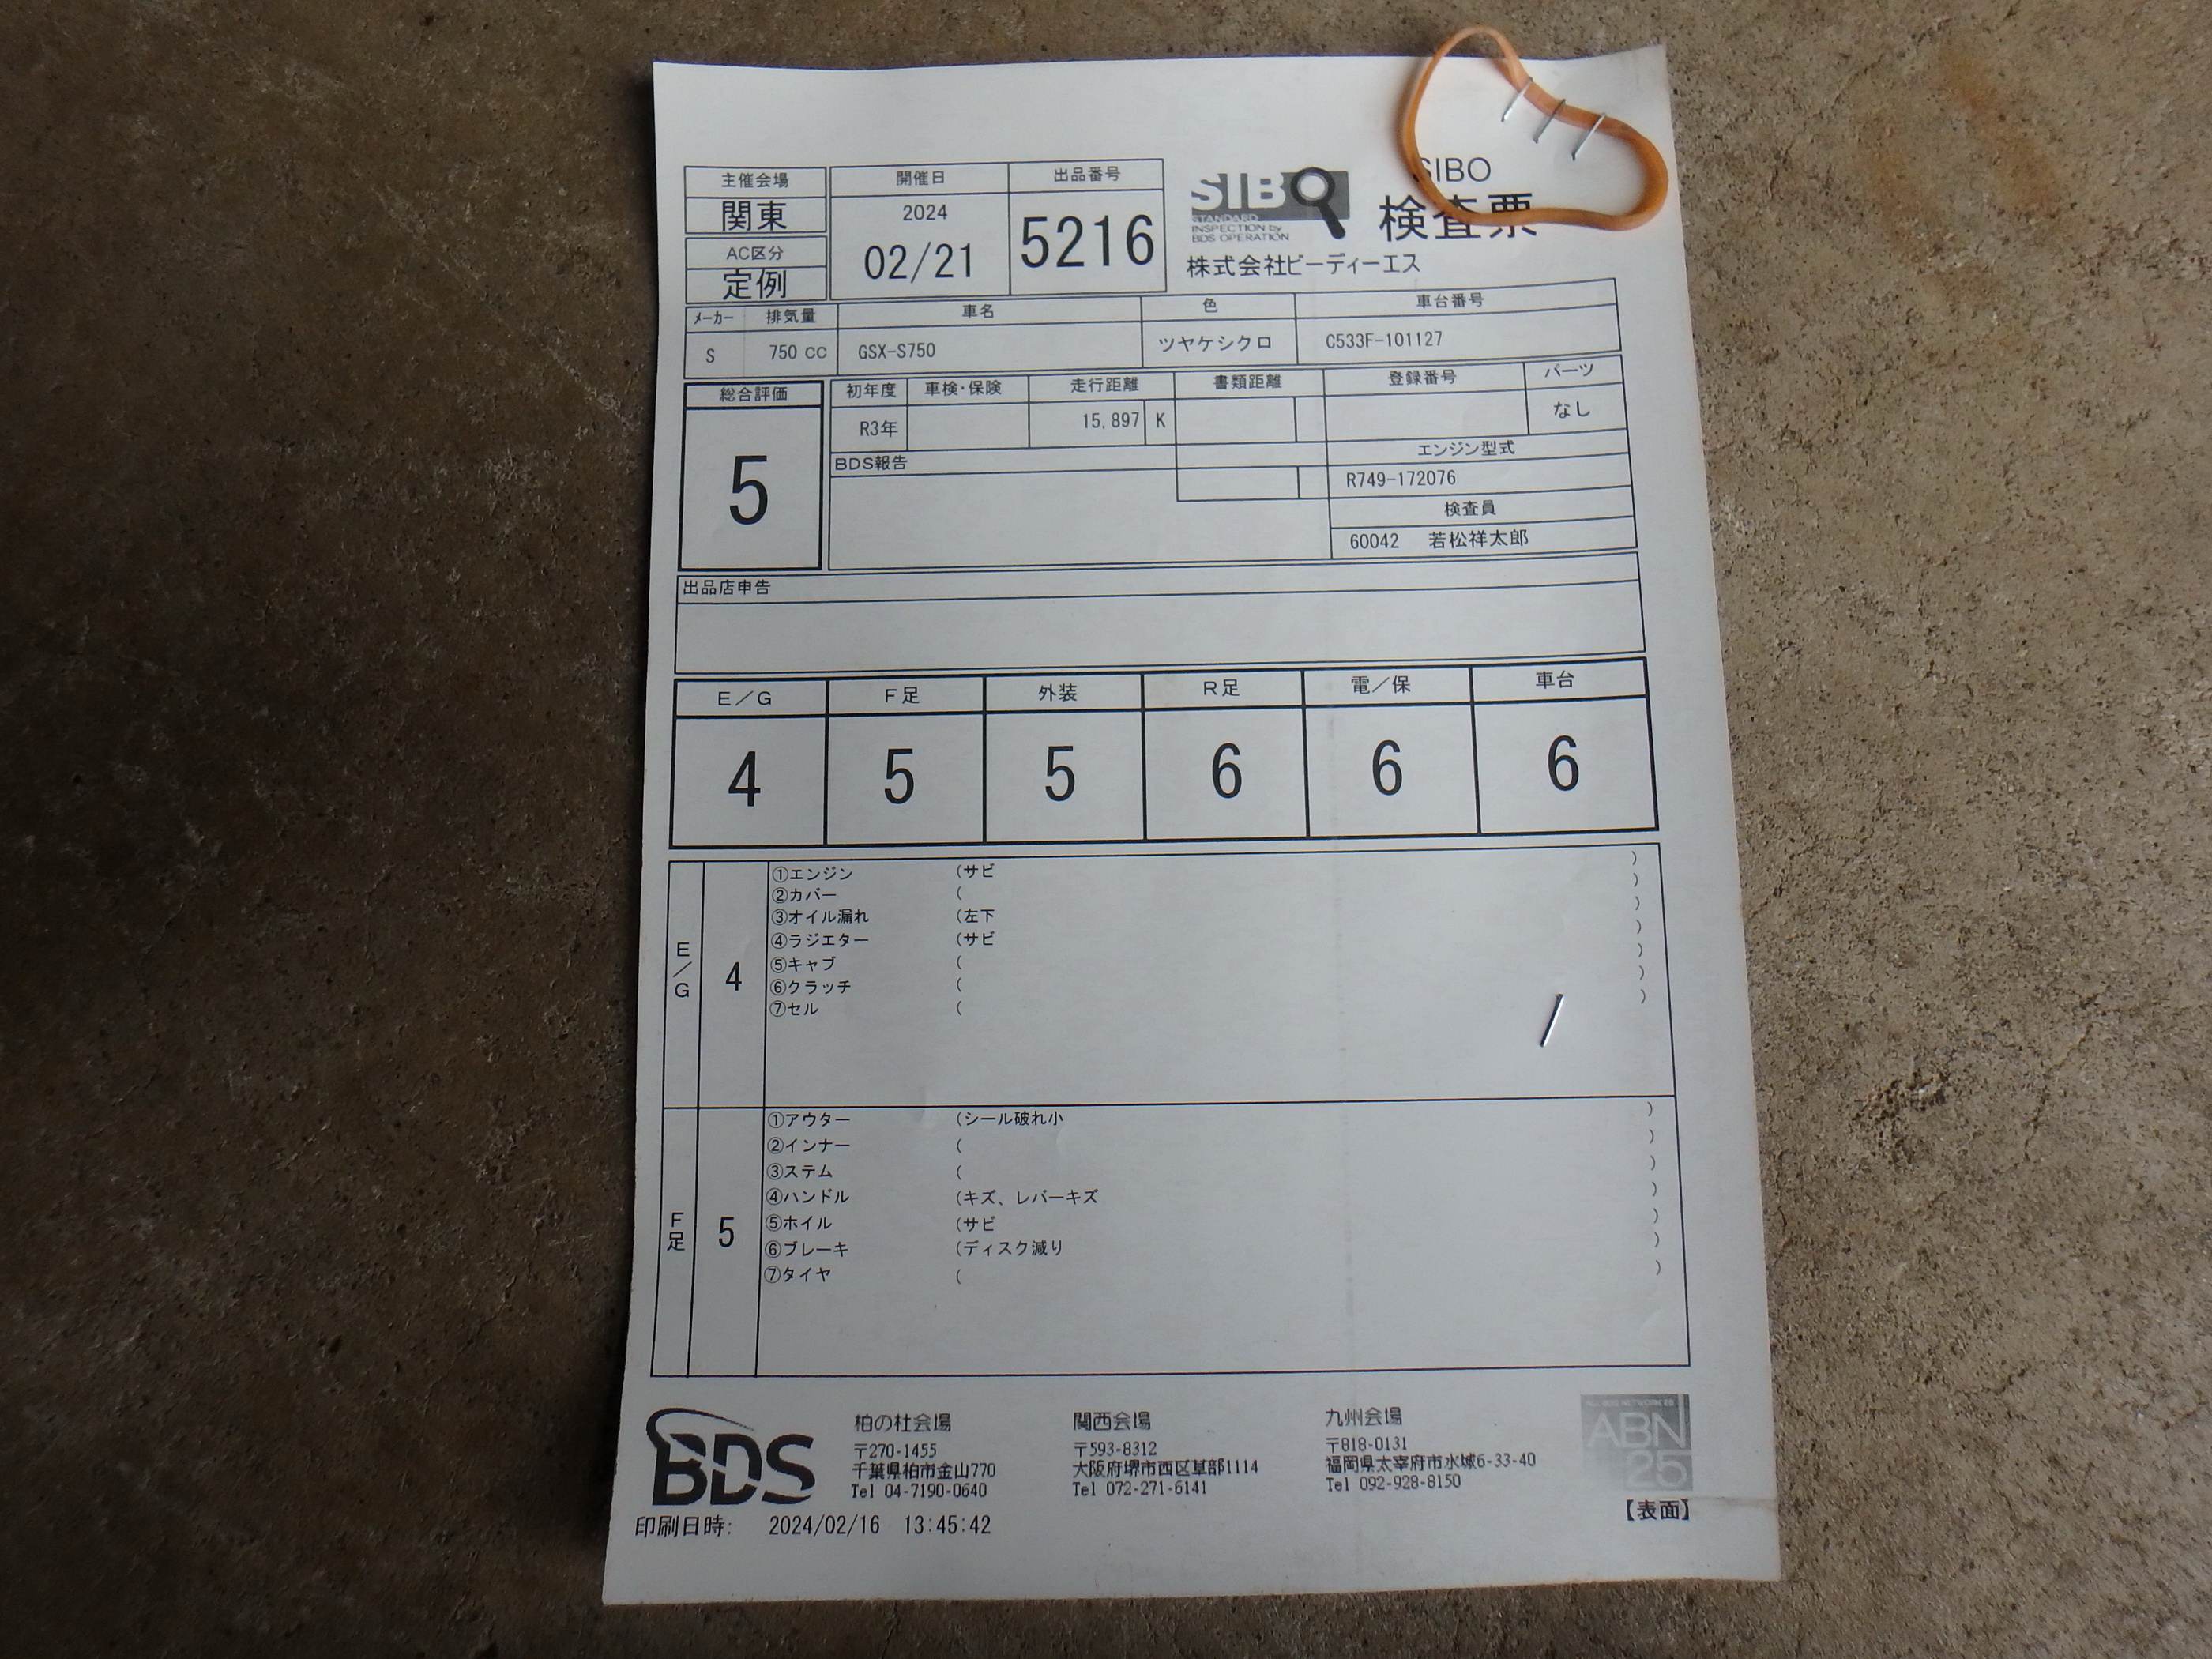 主催会場 開催日 出品番号
関東 2024 02/21 5216
AC区分
定例
SIBO
STANDARD
INSPECTION by
BDS OPERATION
SIBO
検査票
株式会社ビーディーエス
メーカー 排気量 車名 色 車台番号
S 750 CC GSX-S750 ツヤケシクロ C533F-101127
総合評価 初年度 車検・保険 走行距離 書類距離 登録番号 パーツ
5 R3年 15,897 K なし
BDS報告 エンジン型式
R749-172076
検査員
60042 若松祥太郎
出品店申告
E/G F足 外装 R足 電/保 車台
4 5 5 6 6 6
E/G 4
①エンジン (サビ )
②カバー ( )
③オイル漏れ (左下 )
④ラジエター (サビ )
⑤キャブ ( )
⑥クラッチ ( )
⑦セル ( )
F足 5
①アウター (シール破れ小 )
②インナー ( )
③ステム ( )
④ハンドル (キズ、レバーキズ )
⑤ホイル (サビ )
⑥ブレーキ (ディスク減り )
⑦タイヤ ( )
BDS
柏の杜会場
〒270-1455
千葉県柏市金山770
Tel 04-7190-0640
関西会場
〒593-8312
大阪府堺市西区草部1114
Tel 072-271-6141
九州会場
〒818-0131
福岡県太宰府市水城6-33-40
Tel 092-928-8150
ABN
25
【表面】
印刷日時: 2024/02/16 13:45:42